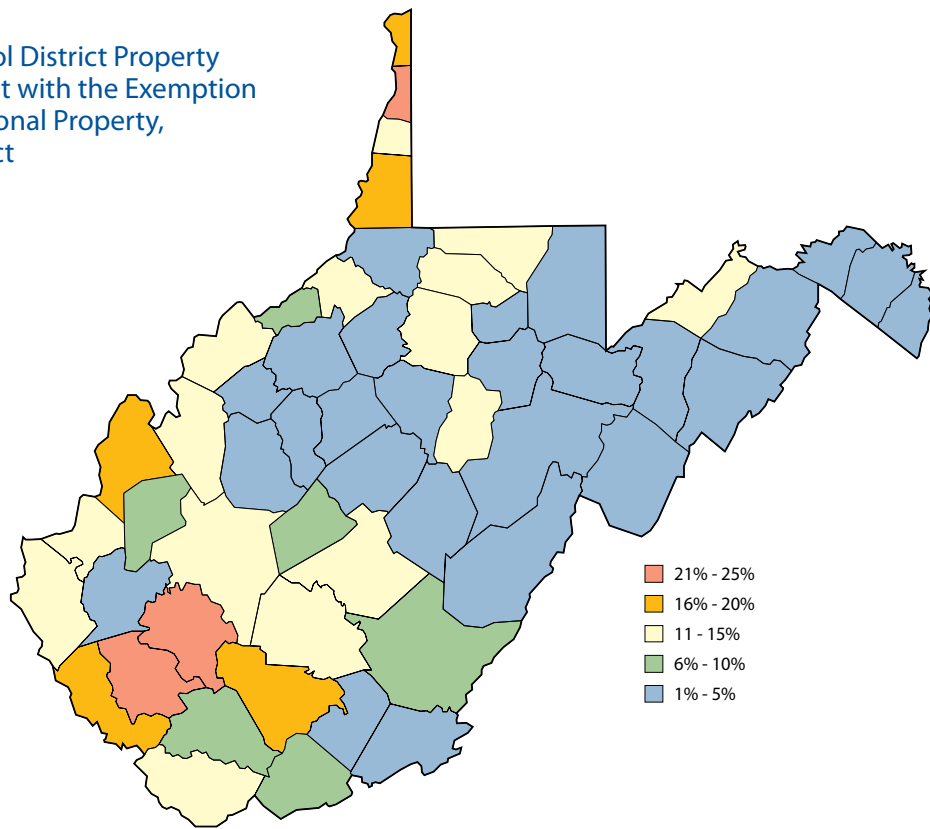 ol District Property
t with the Exemption
onal Property,
ct
21% - 25%
16% - 20%
11 - 15%
6% - 10%
1% - 5%